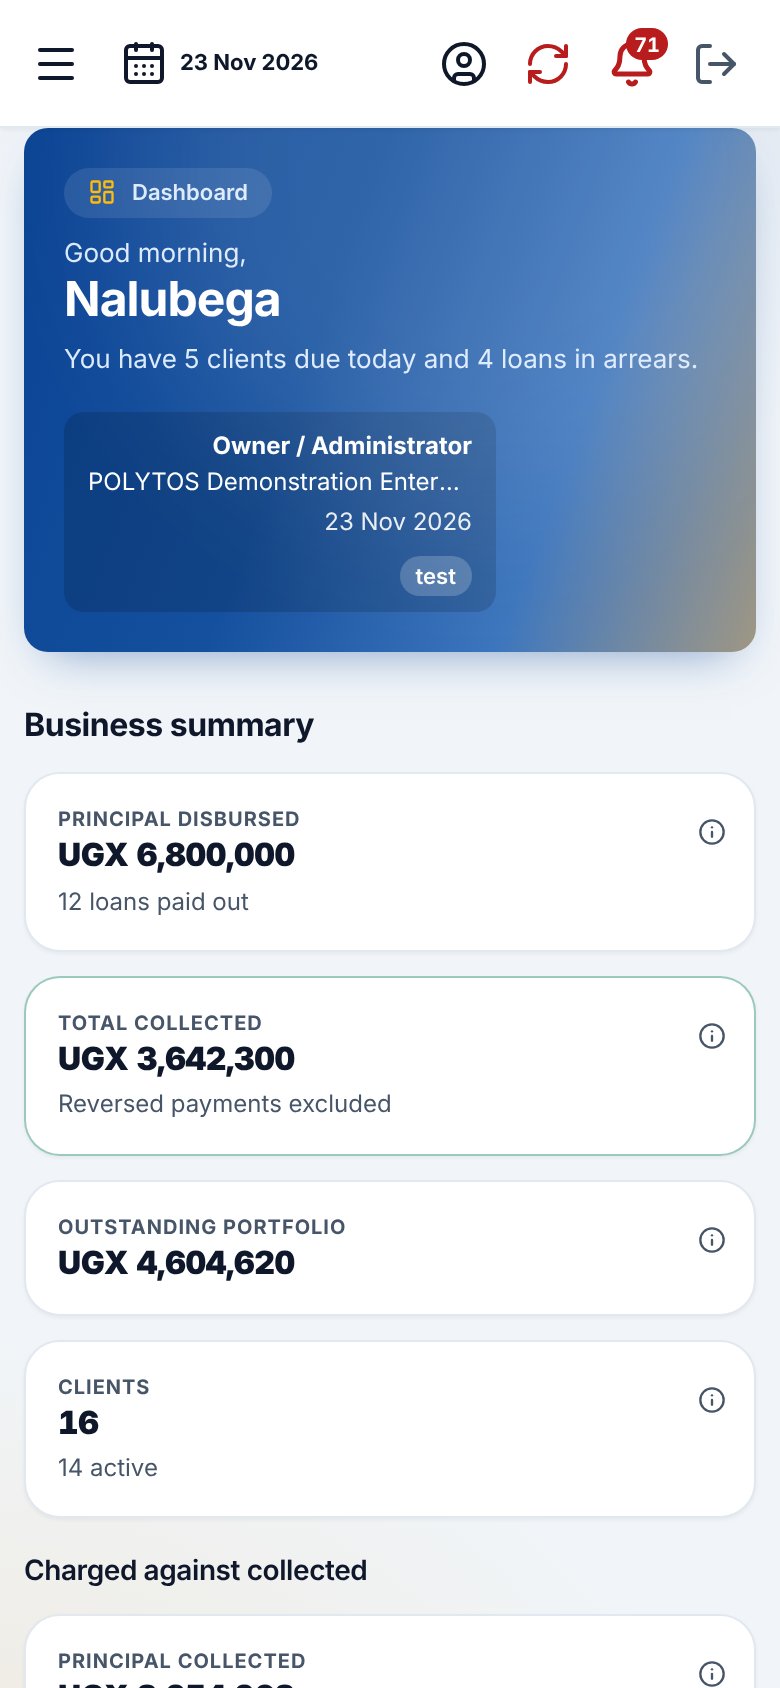 23 Nov 2026
71
Dashboard
Good morning,
Nalubega
You have 5 clients due today and 4 loans in arrears.
Owner / Administrator
POLYTOS Demonstration Enter...
23 Nov 2026
test
Business summary
PRINCIPAL DISBURSED
UGX 6,800,000
12 loans paid out
TOTAL COLLECTED
UGX 3,642,300
Reversed payments excluded
OUTSTANDING PORTFOLIO
UGX 4,604,620
CLIENTS
16
14 active
Charged against collected
PRINCIPAL COLLECTED
UGX